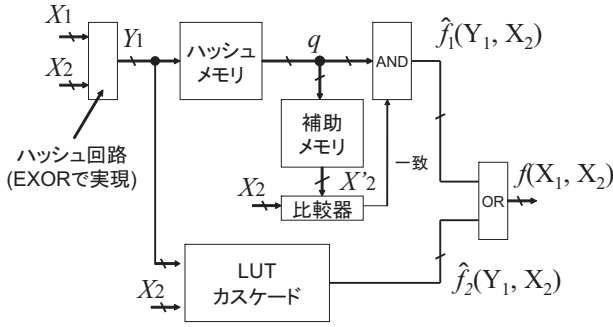 X1
X2
Y1
ハッシュ
メモリ
q
AND
f̂1(Y1, X2)
ハッシュ回路
(EXORで実現)
補助
メモリ
一致
X2
X'2
比較器
OR
f(X1, X2)
X2
LUT
カスケード
f̂2(Y1, X2)